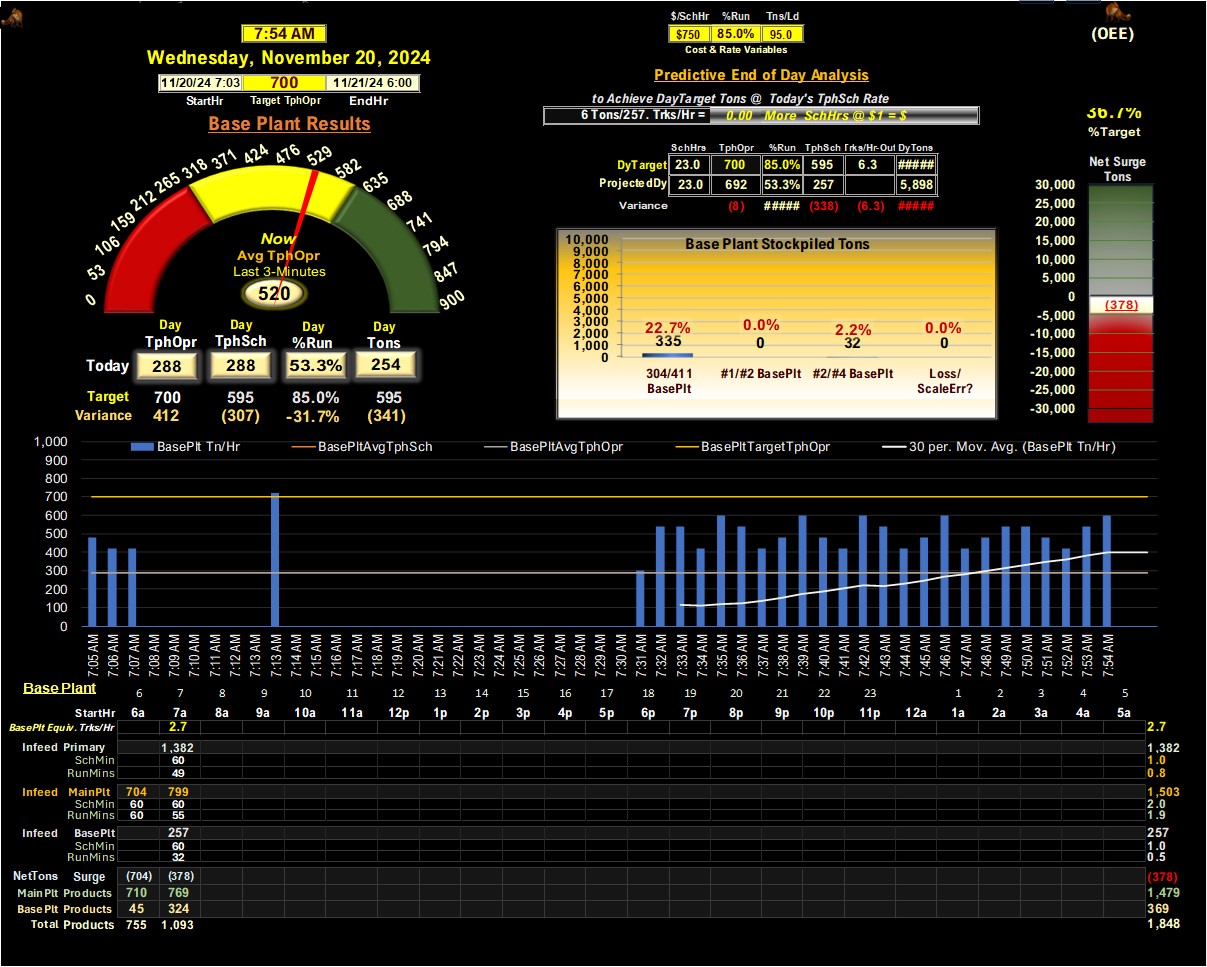 7:54 AM
Wednesday, November 20, 2024
11/20/24 7:03 700 11/21/24 6:00
StartHr Target TphOpr EndHr
Base Plant Results
0 53 106 159 212 265 318 371 424 476 529 582 635 688 741 794 847 900
Now
Avg TphOpr
Last 3-Minutes
520
Day Day Day Day
TphOpr TphSch %Run Tons
Today 288 288 53.3% 254
Target 700 595 85.0% 595
Variance 412 (307) -31.7% (341)
$/SchHr %Run Tns/Ld
$750 85.0% 95.0
Cost & Rate Variables
Predictive End of Day Analysis
to Achieve DayTarget Tons @ Today's TphSch Rate
6 Tons/257. Trks/Hr = 0.00 More SchHrs @ $1 = $
SchHrs TphOpr %Run TphSch Trks/Hr-Out DyTons
DyTarget 23.0 700 85.0% 595 6.3 #####
ProjectedDy 23.0 692 53.3% 257 5,898
Variance (8) ##### (338) (6.3) #####
Base Plant Stockpiled Tons
10,000
9,000
8,000
7,000
6,000
5,000
4,000
3,000
2,000
1,000
0
22.7% 0.0% 2.2% 0.0%
335 0 32 0
304/411 BasePlt
#1/#2 BasePlt
#2/#4 BasePlt
Loss/ ScaleErr?
(OEE)
36.7%
%Target
Net Surge
Tons
30,000
25,000
20,000
15,000
10,000
5,000
0
(378)
-5,000
-10,000
-15,000
-20,000
-25,000
-30,000
BasePlt Tn/Hr BasePltAvgTphSch BasePltAvgTphOpr BasePltTargetTphOpr 30 per. Mov. Avg. (BasePlt Tn/Hr)
1,000
900
800
700
600
500
400
300
200
100
0
7:05 AM 7:06 AM 7:07 AM 7:08 AM 7:09 AM 7:10 AM 7:11 AM 7:12 AM 7:13 AM 7:14 AM 7:15 AM 7:16 AM 7:17 AM 7:18 AM 7:19 AM 7:20 AM 7:21 AM 7:22 AM 7:23 AM 7:24 AM 7:25 AM 7:26 AM 7:27 AM 7:28 AM 7:29 AM 7:30 AM 7:31 AM 7:32 AM 7:33 AM 7:34 AM 7:35 AM 7:36 AM 7:37 AM 7:38 AM 7:39 AM 7:40 AM 7:41 AM 7:42 AM 7:43 AM 7:44 AM 7:45 AM 7:46 AM 7:47 AM 7:48 AM 7:49 AM 7:50 AM 7:51 AM 7:52 AM 7:53 AM 7:54 AM
Base Plant 6 7 8 9 10 11 12 13 14 15 16 17 18 19 20 21 22 23 1 2 3 4 5
StartHr 6a 7a 8a 9a 10a 11a 12p 1p 2p 3p 4p 5p 6p 7p 8p 9p 10p 11p 12a 1a 2a 3a 4a 5a
BasePlt Equiv. Trks/Hr 2.7 2.7
Infeed Primary 1,382 1,382
SchMin 60 1.0
RunMins 49 0.8
Infeed MainPlt 704 799 1,503
SchMin 60 60 2.0
RunMins 60 55 1.9
Infeed BasePlt 257 257
SchMin 60 1.0
RunMins 32 0.5
NetTons Surge (704) (378) (378)
MainPlt Products 710 769 1,479
BasePlt Products 45 324 369
Total Products 755 1,093 1,848